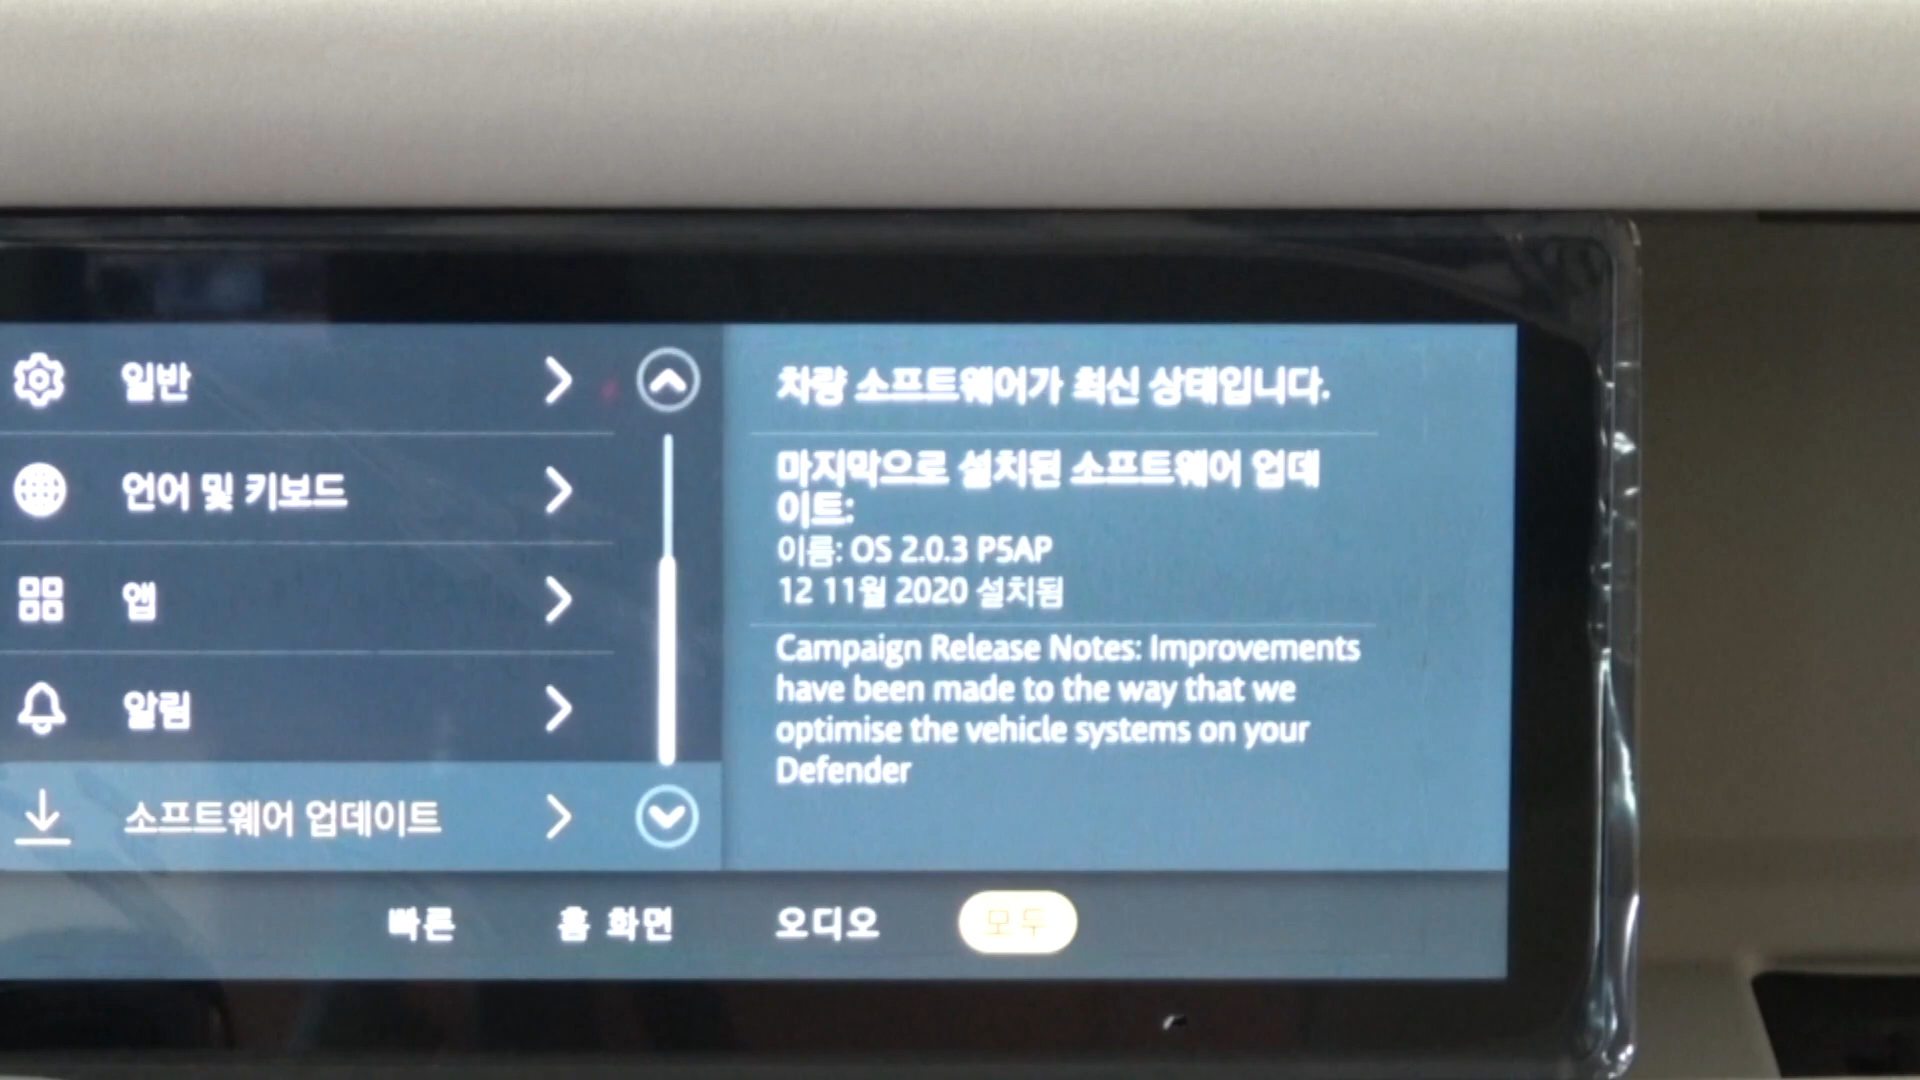 일반
언어 및 키보드
앱
알림
소프트웨어 업데이트
차량 소프트웨어가 최신 상태입니다.
마지막으로 설치된 소프트웨어 업데
이트:
이름: OS 2.0.3 P5AP
12 11월 2020 설치됨
Campaign Release Notes: Improvements
have been made to the way that we
optimise the vehicle systems on your
Defender
빠른 홈 화면 오디오 모두